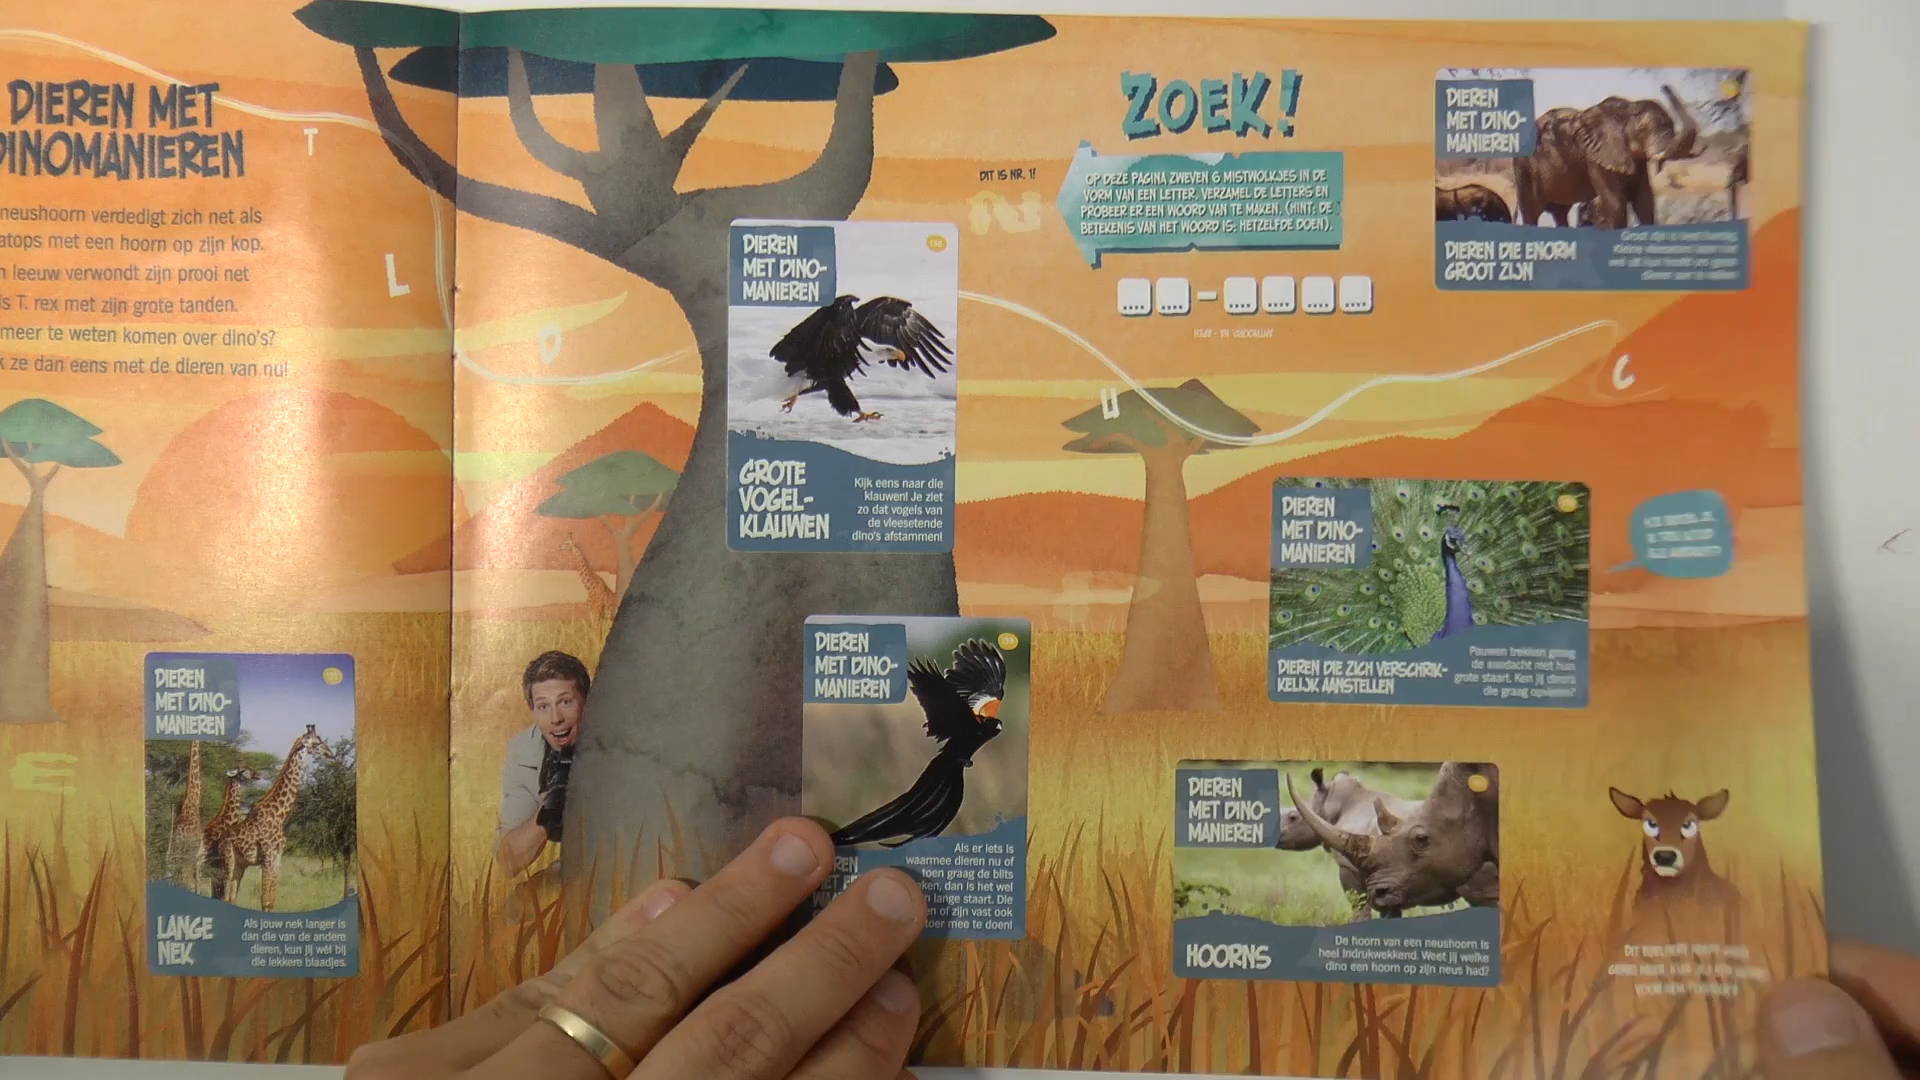 DIEREN MET
DINOMANIEREN
neushoorn verdedigt zich net als
atops met een hoorn op zijn kop.
n leeuw verwondt zijn prooi net
ls T. rex met zijn grote tanden.
meer te weten komen over dino's?
k ze dan eens met de dieren van nu!
T
L
D
E
DIEREN
MET DINO-
MANIEREN
LANGE
NEK
Als jouw nek langer is
dan die van de andere
dieren, kun jij wél bij
die lekkere blaadjes.
DIEREN
MET DINO-
MANIEREN
GROTE
VOGEL-
KLAUWEN
Kijk eens naar die
klauwen! Je ziet
zo dat vogels van
de vleesetende
dino's afstammen!
DIEREN
MET DINO-
MANIEREN
Als er iets is
waarmee dieren nu of
toen graag de blits
dan is het wel
lange staart. Die
of zijn vast ook
toer mee te doen!
ZOEK!
DIT IS NR. 1!
N
OP DEZE PAGINA ZWEVEN 6 MISTWOLKJES IN DE
VORM VAN EEN LETTER. VERZAMEL DE LETTERS EN
PROBEER ER EEN WOORD VAN TE MAKEN. (HINT: DE
BETEKENIS VAN HET WOORD IS: HETZELFDE DOEN).
U
C
DIEREN
MET DINO-
MANIEREN
DIEREN DIE ENORM
GROOT ZIJN
DIEREN
MET DINO-
MANIEREN
DIEREN DIE ZICH VERSCHRIK-
KELIJK AANSTELLEN
Pauwen trekken graag
de aandacht met hun
grote staart. Ken jij dino's
die graag opvielen?
DIEREN
MET DINO-
MANIEREN
HOORNS
De hoorn van een neushoorn is
heel indrukwekkend. Weet jij welke
dino een hoorn op zijn neus had?